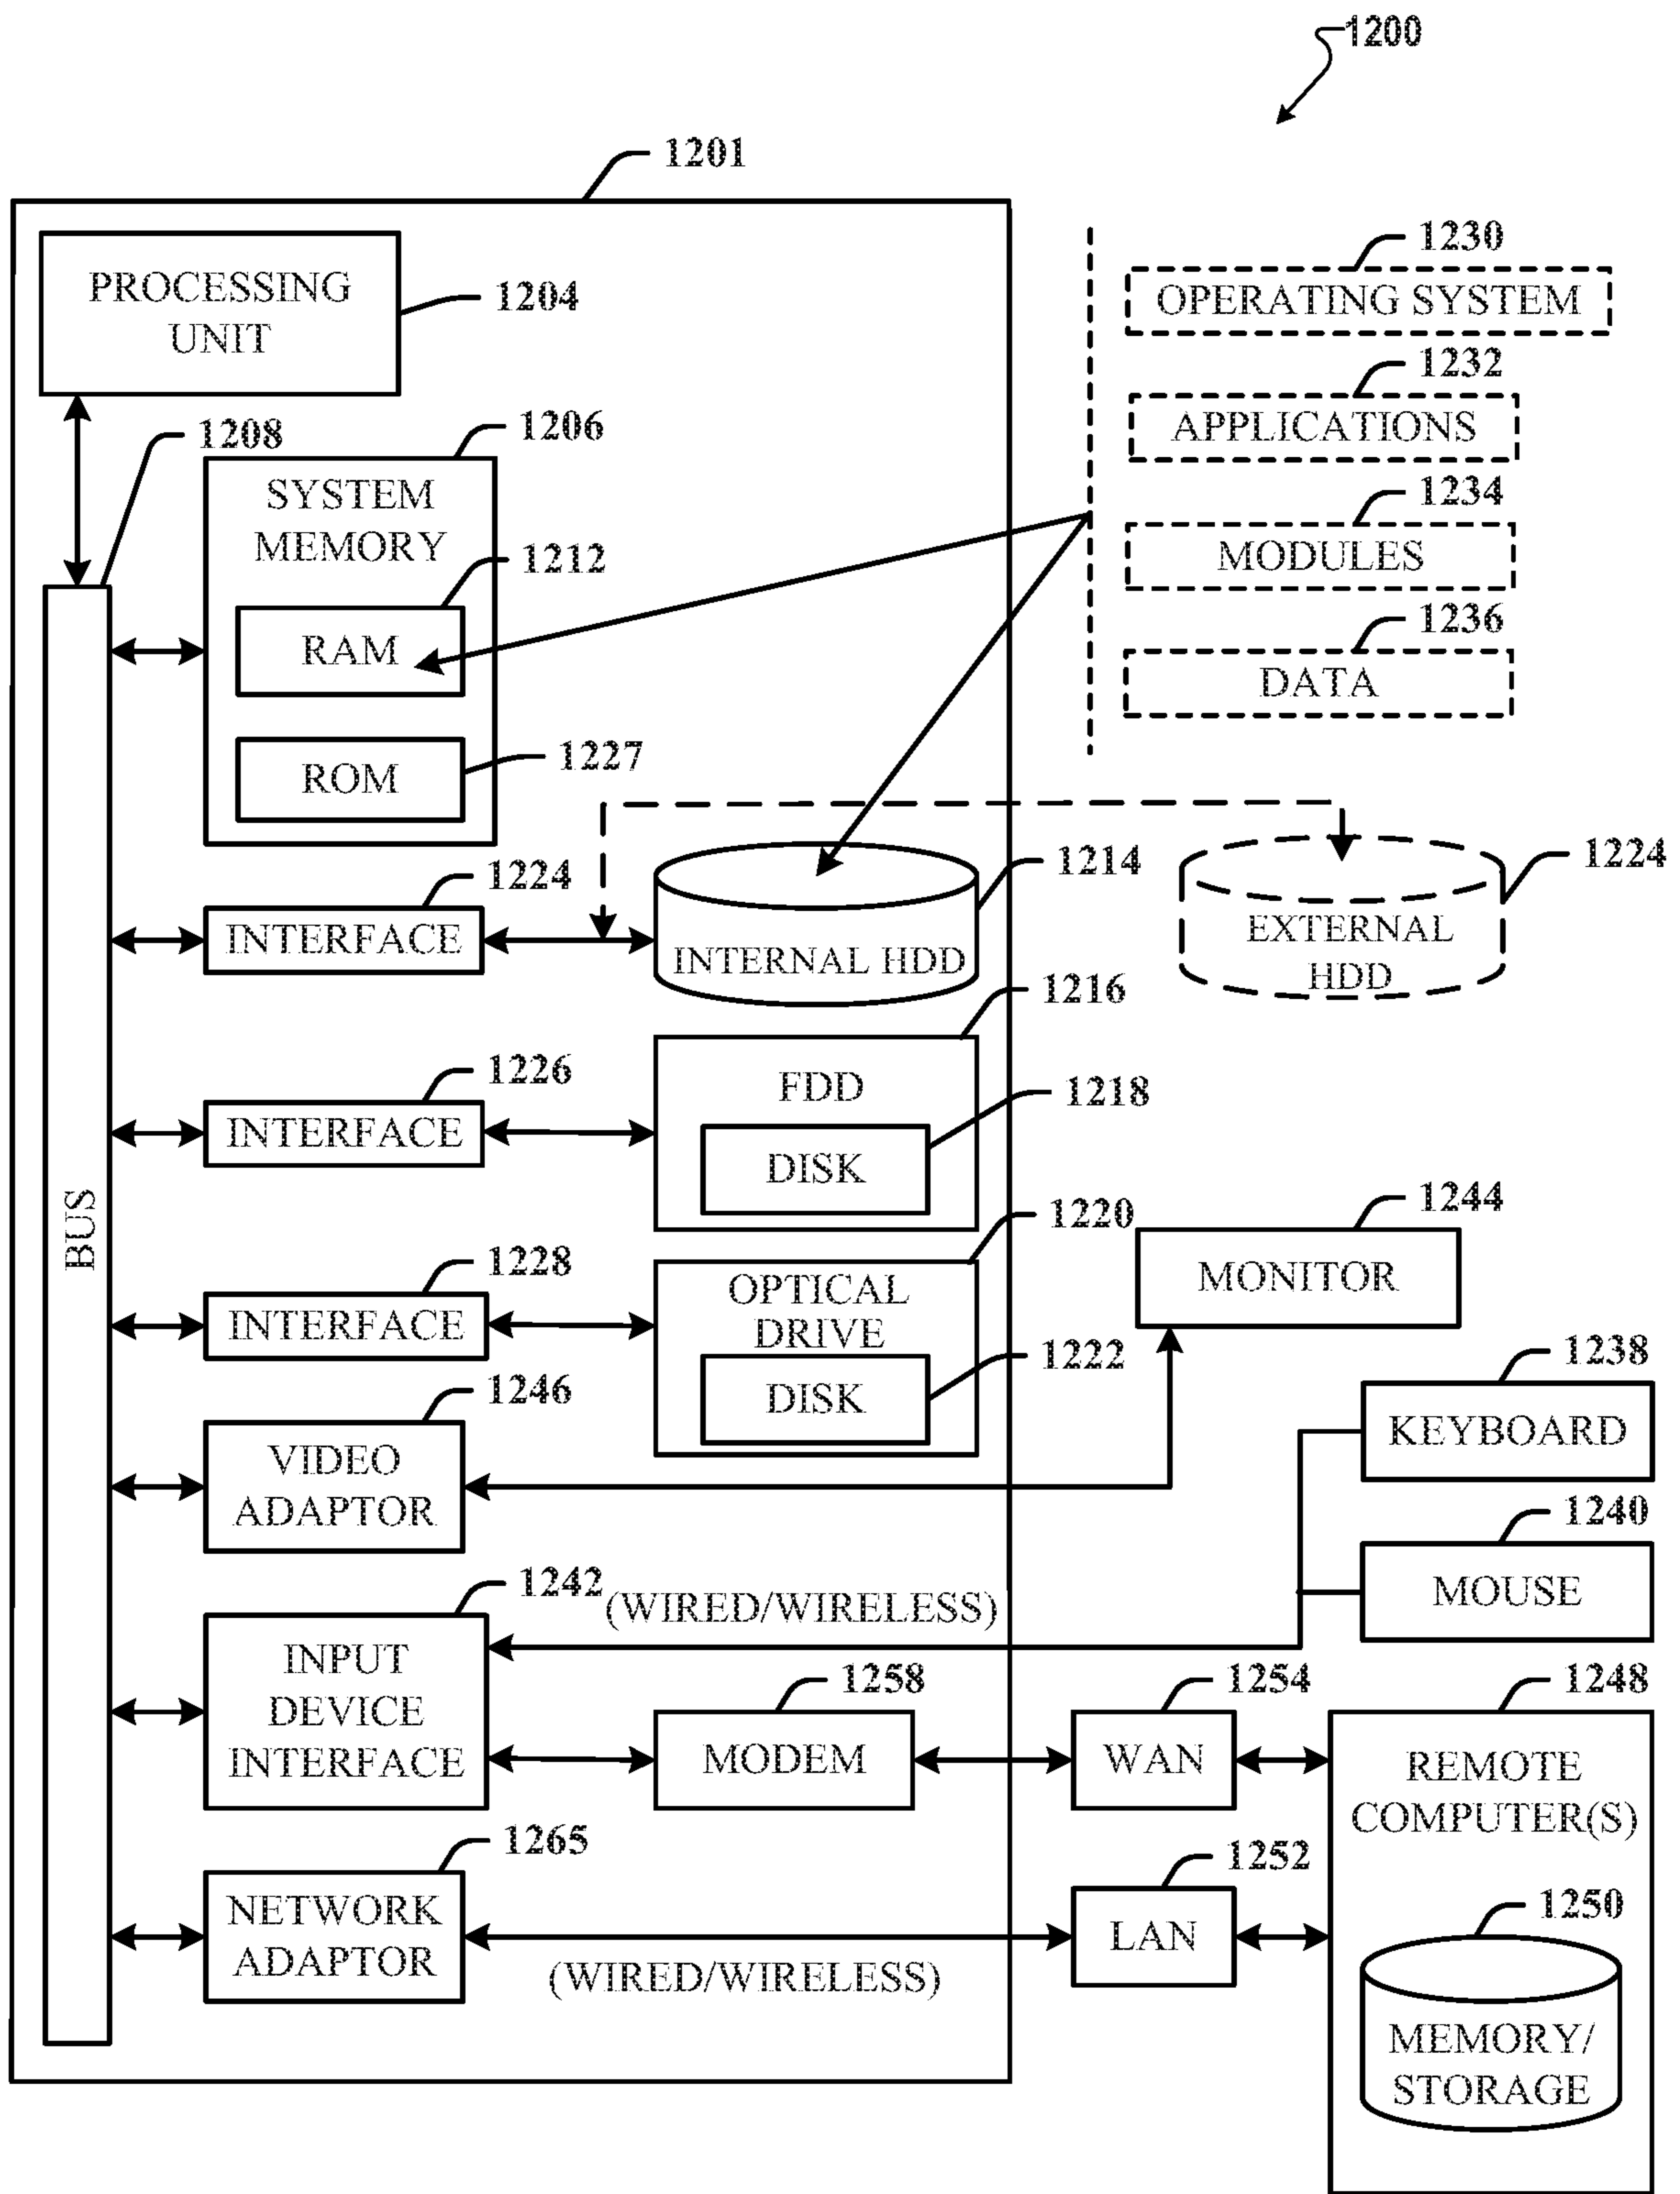 1200
1201
PROCESSING
UNIT
1204
1230
OPERATING SYSTEM
1232
APPLICATIONS
1234
MODULES
1236
DATA
1208
1206
SYSTEM
MEMORY
1212
RAM
1227
ROM
1224
INTERFACE
1214
INTERNAL HDD
1224
EXTERNAL
HDD
1216
FDD
1226
INTERFACE
1218
DISK
BUS
1220
OPTICAL
DRIVE
1228
INTERFACE
1222
DISK
1244
MONITOR
1246
VIDEO
ADAPTOR
1238
KEYBOARD
1240
MOUSE
1242
(WIRED/WIRELESS)
INPUT
DEVICE
INTERFACE
1258
MODEM
1254
WAN
1248
REMOTE
COMPUTER(S)
1265
NETWORK
ADAPTOR
(WIRED/WIRELESS)
1252
LAN
1250
MEMORY/
STORAGE